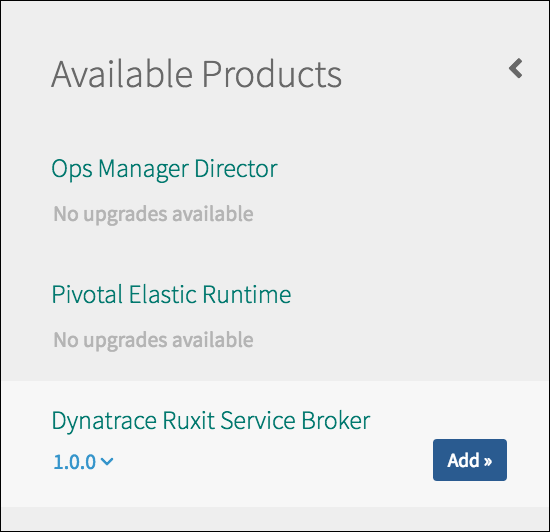 Available Products
Ops Manager Director
No upgrades available
Pivotal Elastic Runtime
No upgrades available
Dynatrace Ruxit Service Broker
1.0.0
Add »